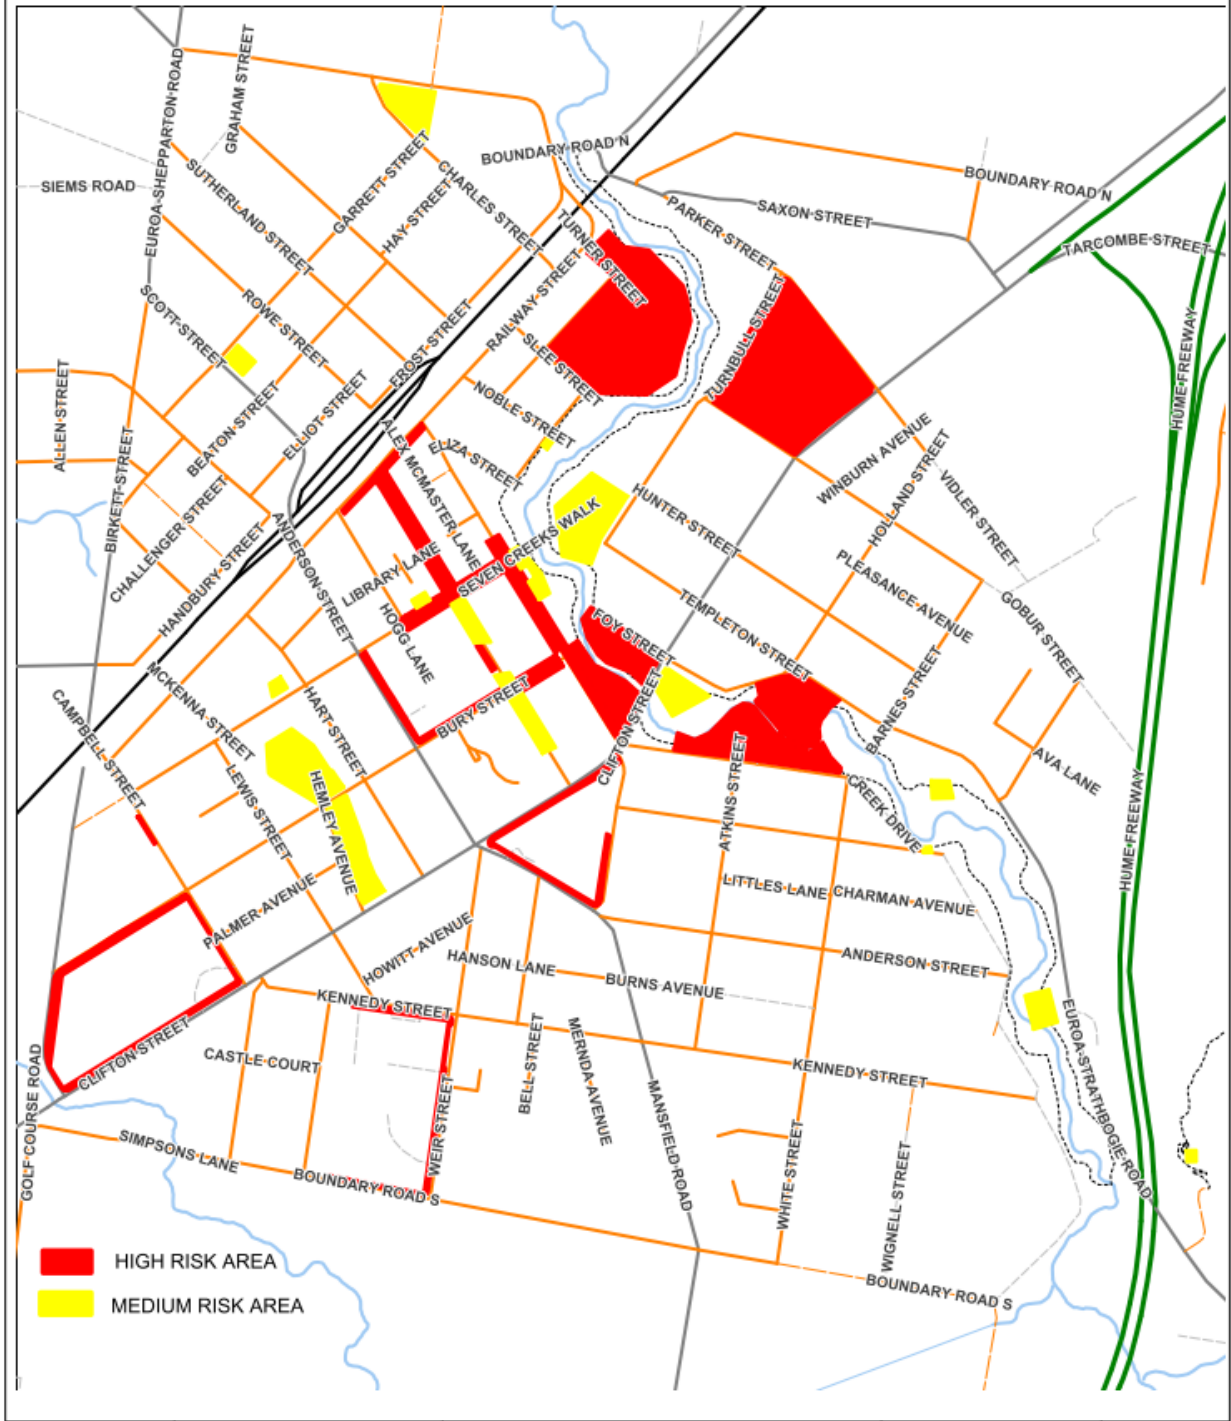 GRAHAM STREET
EUROA-SHEPPARTON ROAD
BOUNDARY ROAD N
SIEMS ROAD
SUTHERLAND STREET
GARRETT STREET
HAY STREET
CHARLES STREET
BOUNDARY ROAD N
SAXON STREET
PARKER STREET
TARCOMBE STREET
TURNER STREET
SCOTT STREET
ROWE STREET
FROST STREET
RAILWAY STREET
SLEE STREET
TURNBULL STREET
HUME FREEWAY
ALLEN STREET
BEATON STREET
ELLIOT STREET
NOBLE STREET
ALEX MCMASTER LANE
ELIZA STREET
BIRKETT STREET
WINBURN AVENUE
HOLLAND STREET
VIDLER STREET
CHALLENGER STREET
HANDBURY STREET
ANDERSON STREET
SEVEN CREEKS WALK
HUNTER STREET
LIBRARY LANE
HOGG LANE
PLEASANCE AVENUE
GOBUR STREET
TEMPLETON STREET
FOY STREET
MCKENNA STREET
CAMPBELL STREET
HART STREET
BURY STREET
CLIFTON STREET
BARNES STREET
AVA LANE
LEWIS STREET
HEMLEY AVENUE
ATKINS STREET
CREEK DRIVE
HUME FREEWAY
LITTLES LANE
CHARMAN AVENUE
PALMER AVENUE
HOWITT AVENUE
HANSON LANE
BURNS AVENUE
ANDERSON STREET
KENNEDY STREET
CASTLE COURT
CLIFTON STREET
GOLF COURSE ROAD
BELL STREET
MERNDA AVENUE
KENNEDY STREET
EUROA-STRATHBOGIE ROAD
WEIR STREET
MANSFIELD ROAD
SIMPSONS LANE
BOUNDARY ROAD S
WHITE STREET
WIGNELL STREET
BOUNDARY ROAD S
HIGH RISK AREA
MEDIUM RISK AREA